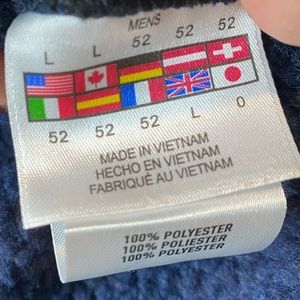 MENS
L L 52 52 52
52 52 52 L O
MADE IN VIETNAM
HECHO EN VIETNAM
FABRIQUÉ AU VIETNAM
100% POLYESTER
100% POLIESTER
100% POLYESTER